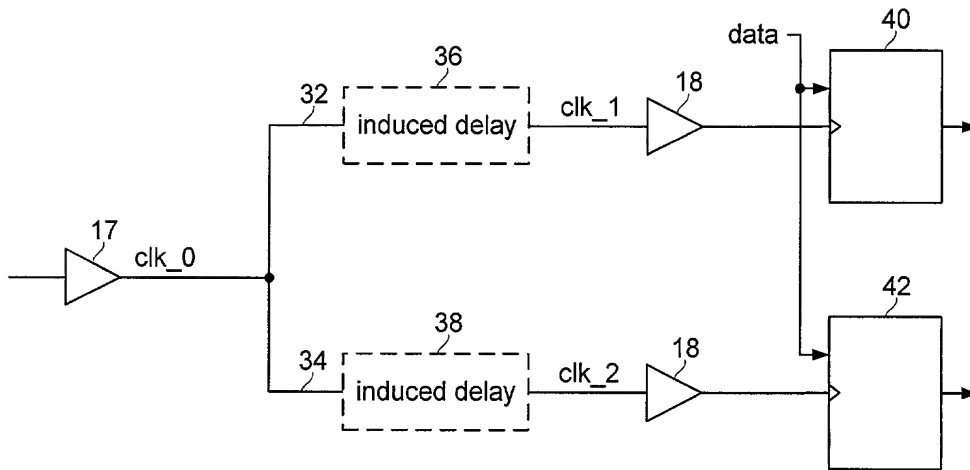 40
data
36
18
32
induced delay
clk_1
17
clk_0
42
38
18
34
induced delay
clk_2